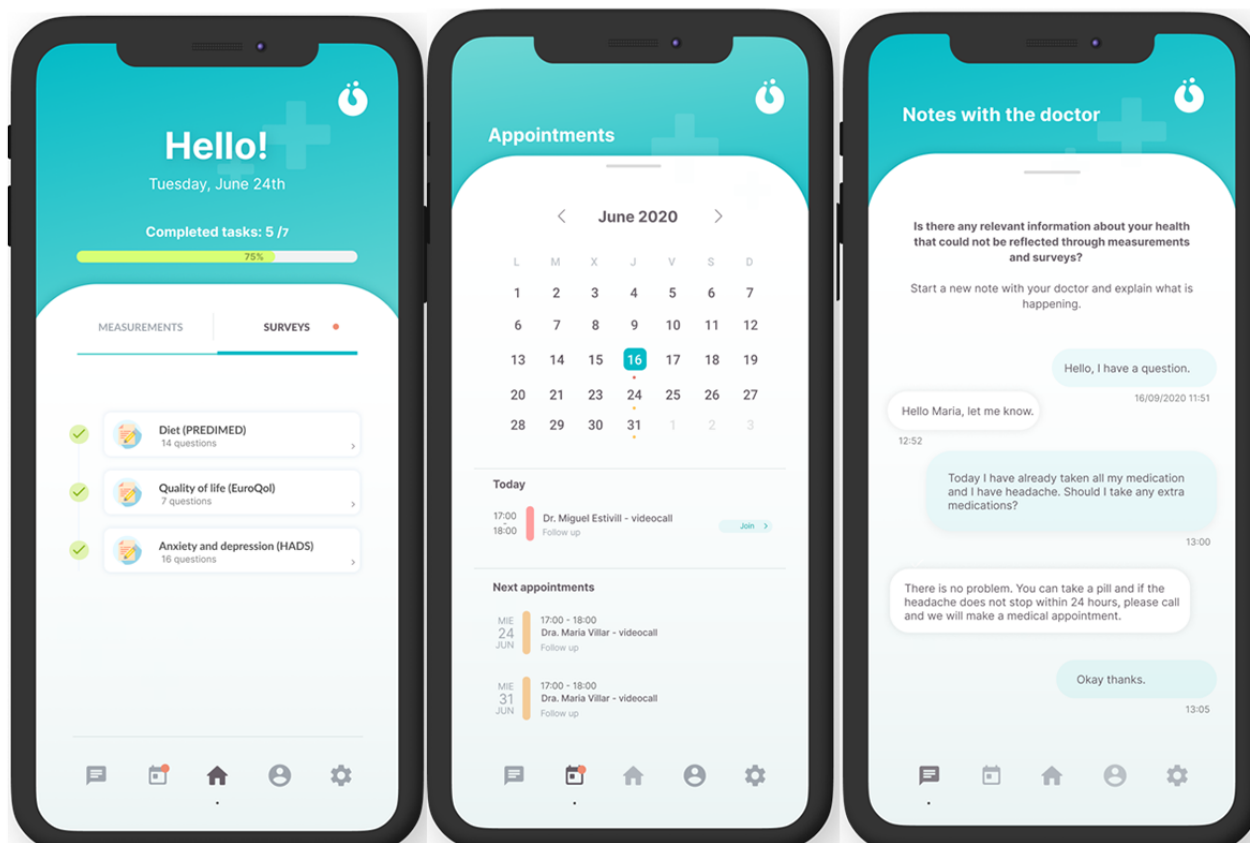 Hello!
Tuesday, June 24th
Completed tasks: 5 /7
75%
MEASUREMENTS
SURVEYS
Diet (PREDIMED)
14 questions
Quality of life (EuroQol)
7 questions
Anxiety and depression (HADS)
16 questions
Appointments
June 2020
L M X J V S D
1 2 3 4 5 6 7
6 7 8 9 10 11 12
13 14 15 16 17 18 19
20 21 23 24 25 26 27
28 29 30 31 1 2 3
Today
17:00
-
18:00
Dr. Miguel Estivill - videocall
Follow up
Join
Next appointments
MIE
24
JUN
17:00 - 18:00
Dra. Maria Villar - videocall
Follow up
MIE
31
JUN
17:00 - 18:00
Dra. Maria Villar - videocall
Follow up
Notes with the doctor
Is there any relevant information about your health
that could not be reflected through measurements
and surveys?
Start a new note with your doctor and explain what is
happening.
Hello, I have a question.
16/09/2020 11:51
Hello Maria, let me know.
12:52
Today I have already taken all my medication
and I have headache. Should I take any extra
medications?
13:00
There is no problem. You can take a pill and if the
headache does not stop within 24 hours, please call
and we will make a medical appointment.
Okay thanks.
13:05